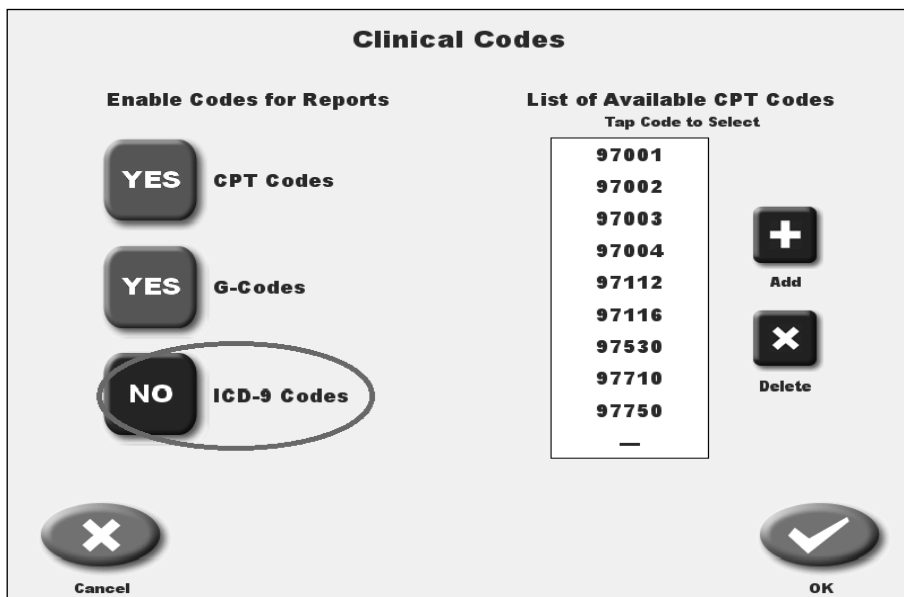 Clinical Codes
Enable Codes for Reports
YES CPT Codes
YES G-Codes
NO ICD-9 Codes
List of Available CPT Codes
Tap Code to Select
97001
97002
97003
97004
97112
97116
97530
97710
97750
—
Add
Delete
Cancel
OK